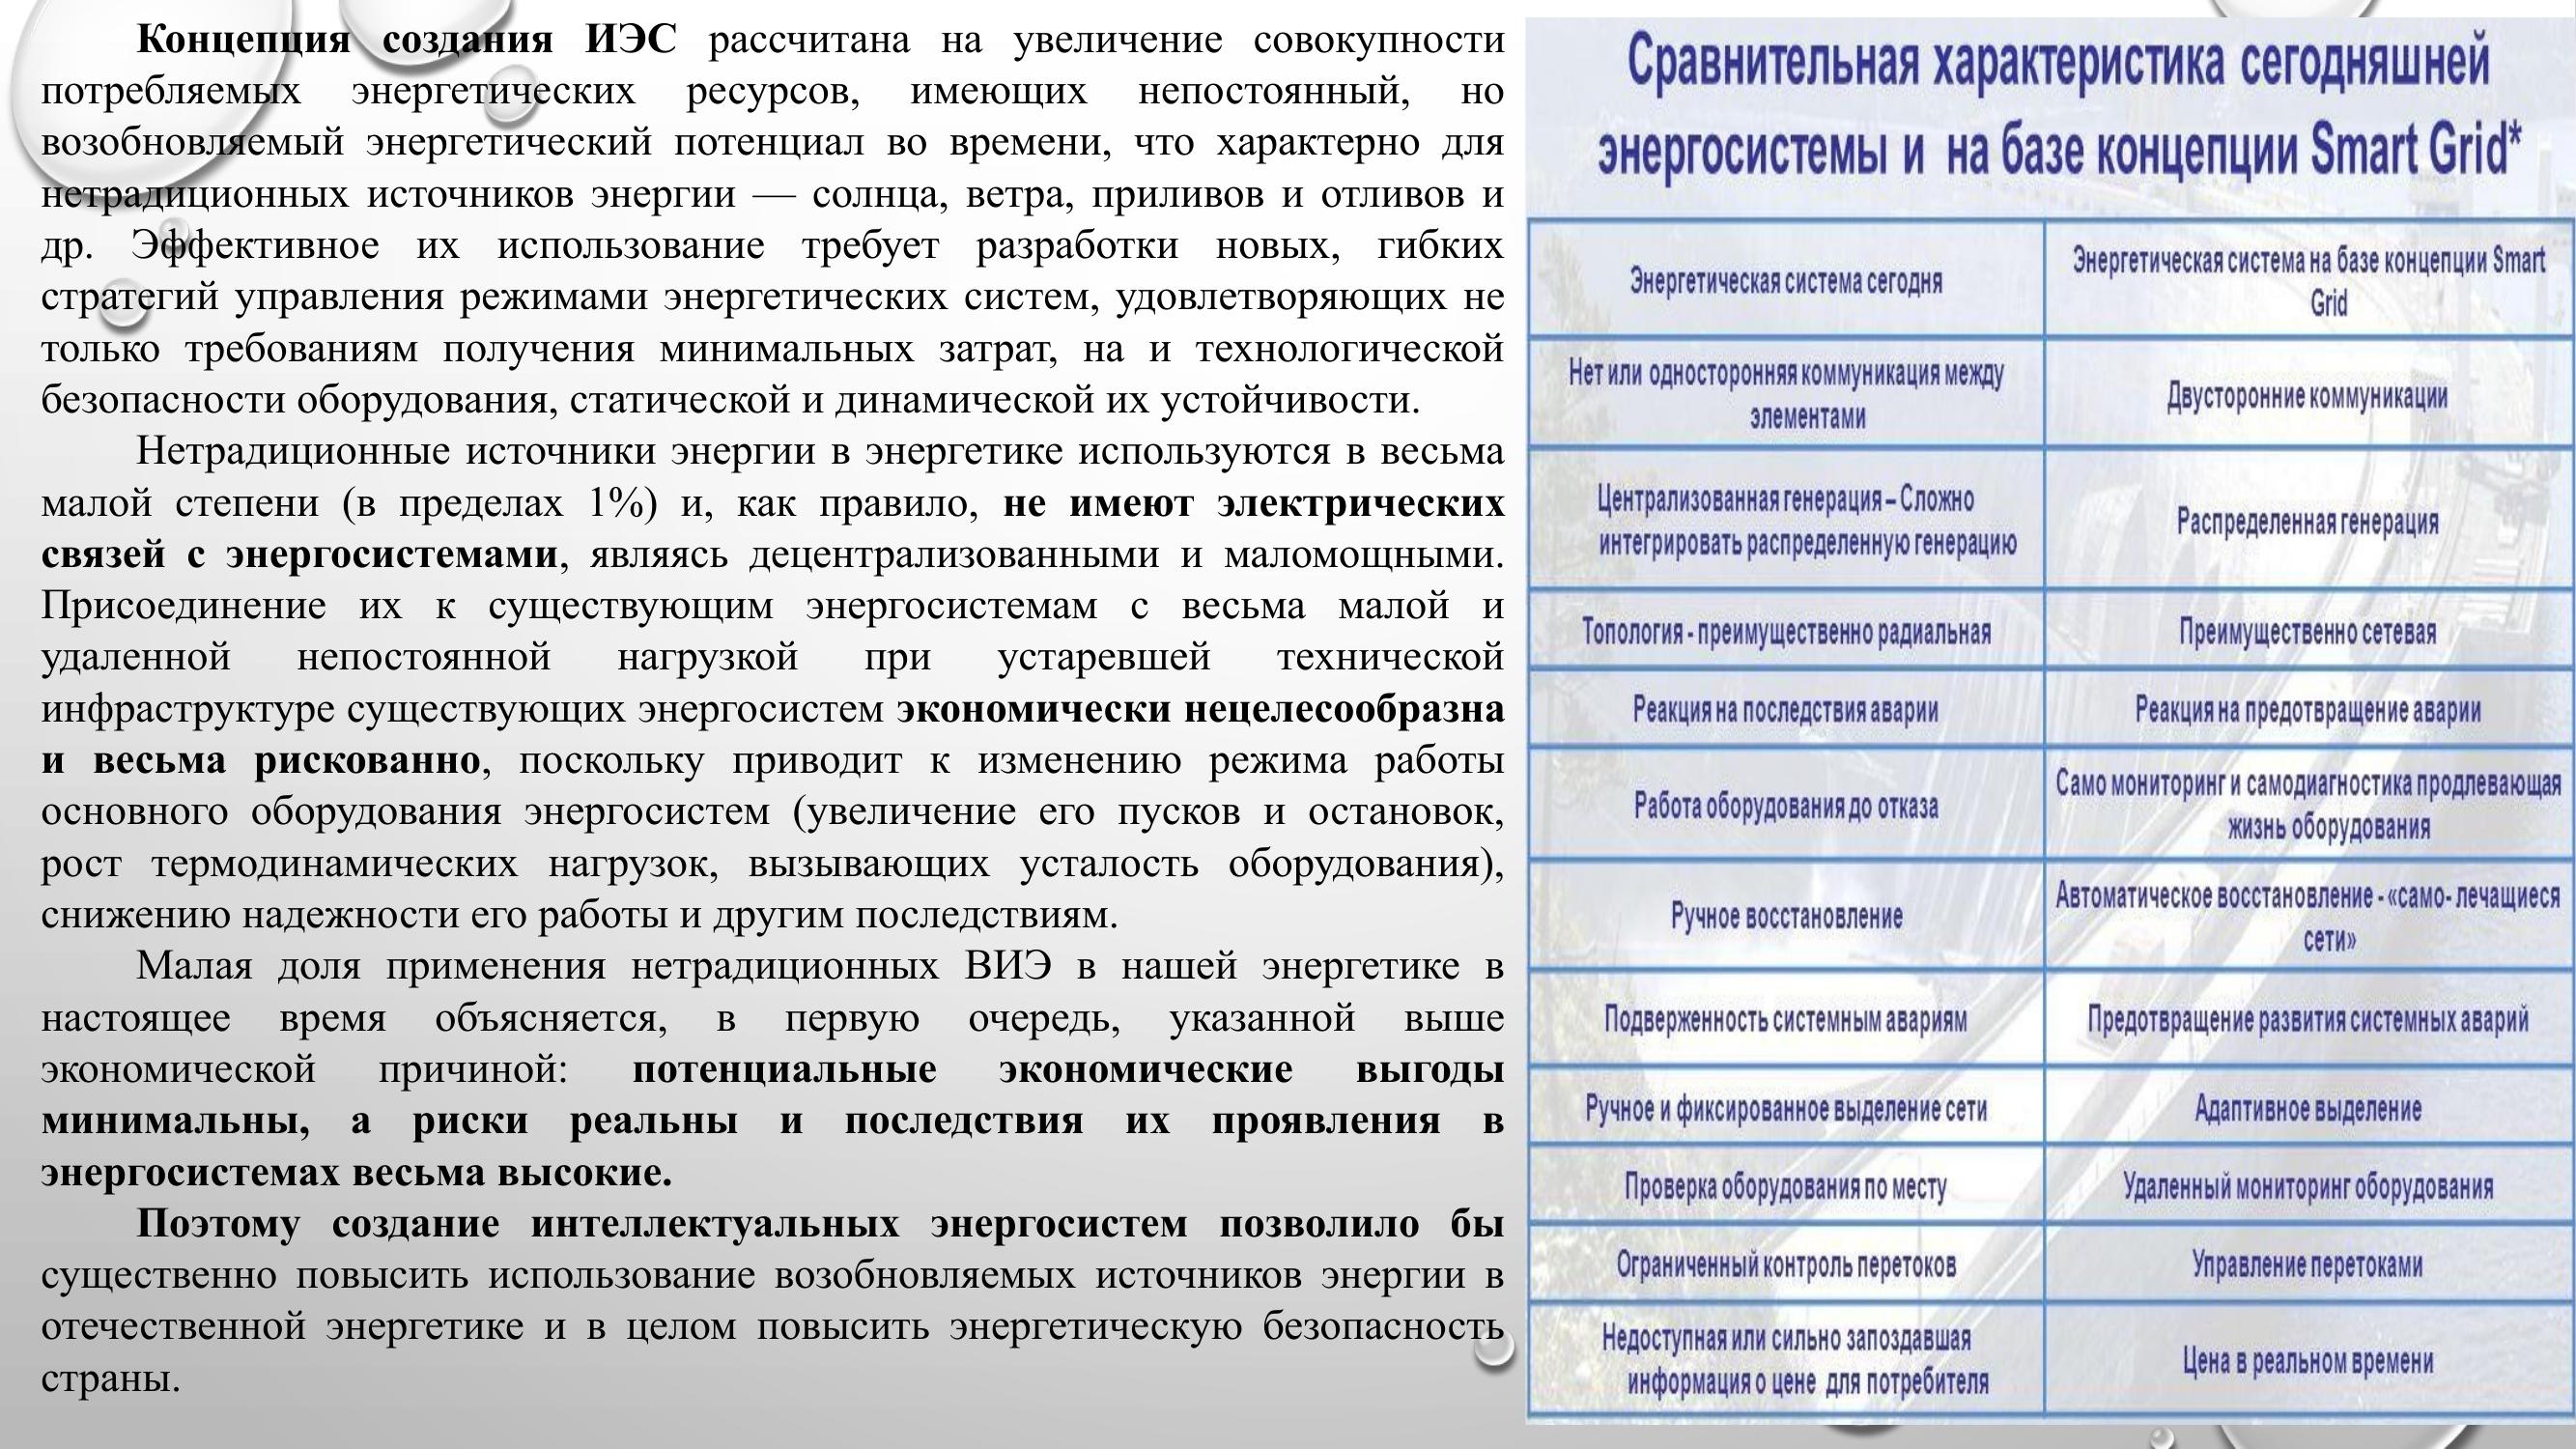 Концепция создания ИЭС рассчитана на увеличение совокупности
потребляемых энергетических ресурсов, имеющих непостоянный, но
возобновляемый энергетический потенциал во времени, что характерно для
нетрадиционных источников энергии — солнца, ветра, приливов и отливов и
др. Эффективное их использование требует разработки новых, гибких
стратегий управления режимами энергетических систем, удовлетворяющих не
только требованиям получения минимальных затрат, на и технологической
безопасности оборудования, статической и динамической их устойчивости.
Нетрадиционные источники энергии в энергетике используются в весьма
малой степени (в пределах 1%) и, как правило, не имеют электрических
связей с энергосистемами, являясь децентрализованными и маломощными.
Присоединение их к существующим энергосистемам с весьма малой и
удаленной непостоянной нагрузкой при устаревшей технической
инфраструктуре существующих энергосистем экономически нецелесообразна
и весьма рискованно, поскольку приводит к изменению режима работы
основного оборудования энергосистем (увеличение его пусков и остановок,
рост термодинамических нагрузок, вызывающих усталость оборудования),
снижению надежности его работы и другим последствиям.
Малая доля применения нетрадиционных ВИЭ в нашей энергетике в
настоящее время объясняется, в первую очередь, указанной выше
экономической причиной: потенциальные экономические выгоды
минимальны, а риски реальны и последствия их проявления в
энергосистемах весьма высокие.
Поэтому создание интеллектуальных энергосистем позволило бы
существенно повысить использование возобновляемых источников энергии в
отечественной энергетике и в целом повысить энергетическую безопасность
страны.
Сравнительная характеристика сегодняшней
энергосистемы и на базе концепции Smart Grid*
Энергетическая система сегодня
Энергетическая система на базе концепции Smart
Grid
Нет или односторонняя коммуникация между
элементами
Двусторонние коммуникации
Централизованная генерация – Сложно
интегрировать распределенную генерацию
Распределенная генерация
Топология - преимущественно радиальная
Преимущественно сетевая
Реакция на последствия аварии
Реакция на предотвращение аварии
Работа оборудования до отказа
Само мониторинг и самодиагностика продлевающая
жизнь оборудования
Ручное восстановление
Автоматическое восстановление - «само- лечащиеся
сети»
Подверженность системным авариям
Предотвращение развития системных аварий
Ручное и фиксированное выделение сети
Адаптивное выделение
Проверка оборудования по месту
Удаленный мониторинг оборудования
Ограниченный контроль перетоков
Управление перетоками
Недоступная или сильно запоздавшая
информация о цене для потребителя
Цена в реальном времени